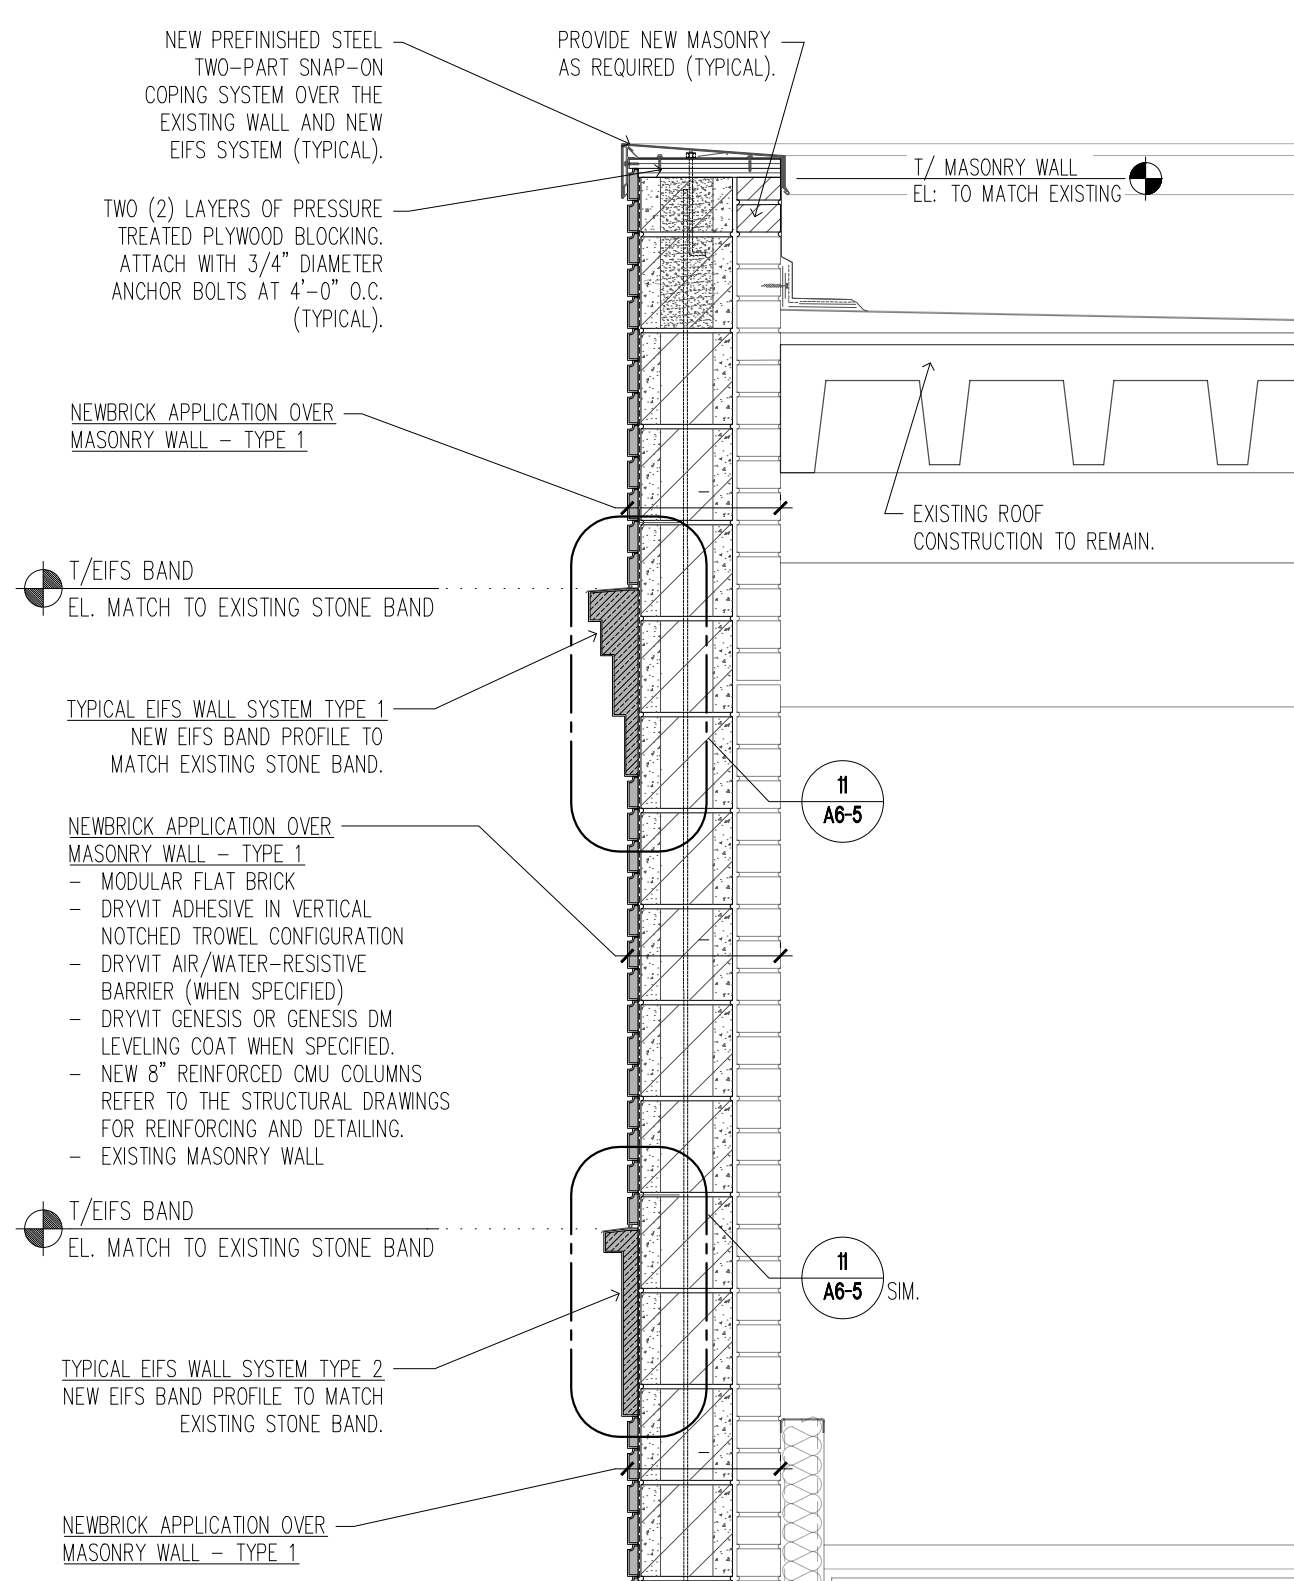 NEW PREFINISHED STEEL
TWO-PART SNAP-ON
COPING SYSTEM OVER THE
EXISTING WALL AND NEW
EIFS SYSTEM (TYPICAL).
PROVIDE NEW MASONRY
AS REQUIRED (TYPICAL).
T/ MASONRY WALL
EL: TO MATCH EXISTING
TWO (2) LAYERS OF PRESSURE
TREATED PLYWOOD BLOCKING.
ATTACH WITH 3/4" DIAMETER
ANCHOR BOLTS AT 4'-0" O.C.
(TYPICAL).
NEWBRICK APPLICATION OVER
MASONRY WALL - TYPE 1
EXISTING ROOF
CONSTRUCTION TO REMAIN.
T/EIFS BAND
EL. MATCH TO EXISTING STONE BAND
TYPICAL EIFS WALL SYSTEM TYPE 1
NEW EIFS BAND PROFILE TO
MATCH EXISTING STONE BAND.
11
A6-5
NEWBRICK APPLICATION OVER
MASONRY WALL - TYPE 1
- MODULAR FLAT BRICK
- DRYVIT ADHESIVE IN VERTICAL
NOTCHED TROWEL CONFIGURATION
- DRYVIT AIR/WATER-RESISTIVE
BARRIER (WHEN SPECIFIED)
- DRYVIT GENESIS OR GENESIS DM
LEVELING COAT WHEN SPECIFIED.
- NEW 8" REINFORCED CMU COLUMNS
REFER TO THE STRUCTURAL DRAWINGS
FOR REINFORCING AND DETAILING.
- EXISTING MASONRY WALL
T/EIFS BAND
EL. MATCH TO EXISTING STONE BAND
11
A6-5 SIM.
TYPICAL EIFS WALL SYSTEM TYPE 2
NEW EIFS BAND PROFILE TO MATCH
EXISTING STONE BAND.
NEWBRICK APPLICATION OVER
MASONRY WALL - TYPE 1